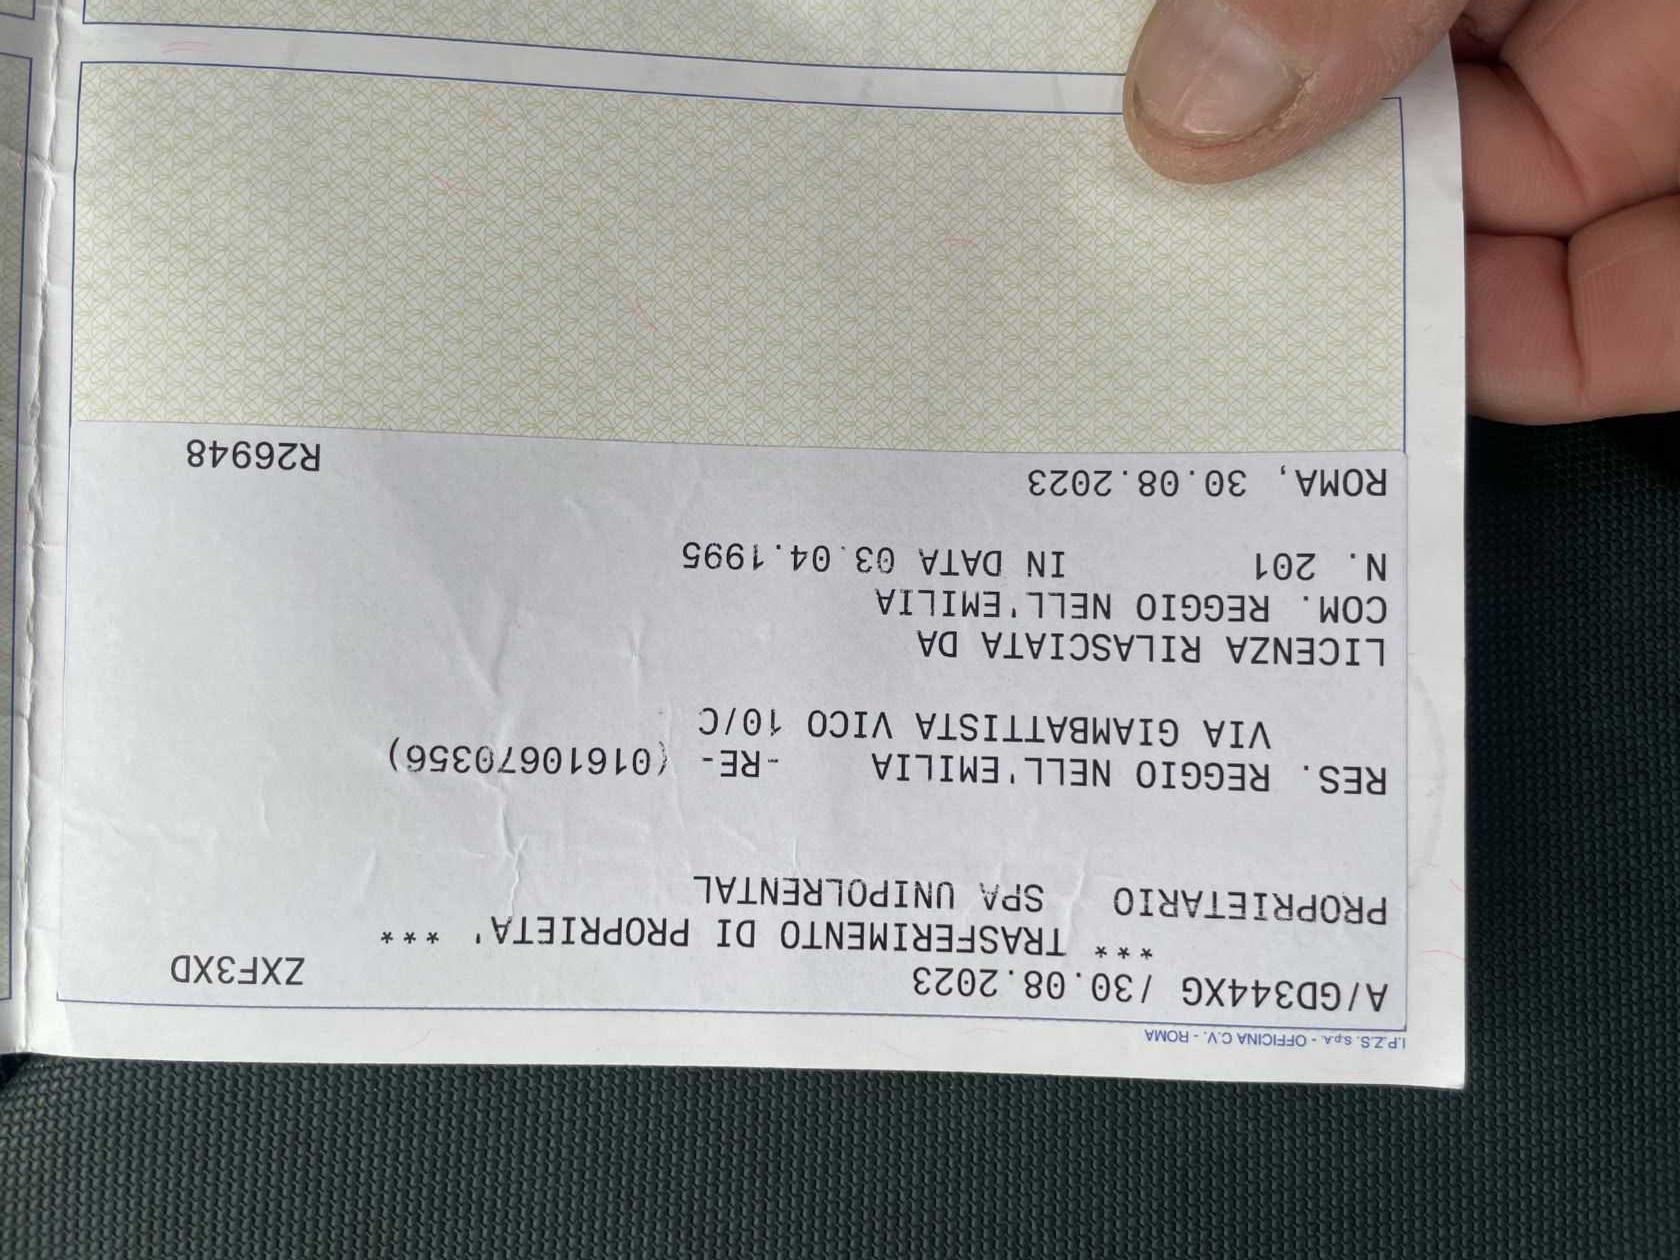 I.P.Z.S. S.p.A. - OFFICINA C.V. - ROMA
A/GD344XG /30.08.2023 ZXF3XD
*** TRASFERIMENTO DI PROPRIETA' ***
PROPRIETARIO SPA UNIPOLRENTAL
RES. REGGIO NELL'EMILIA -RE- (01610670356)
VIA GIAMBATTISTA VICO 10/C
LICENZA RILASCIATA DA
COM. REGGIO NELL'EMILIA
N. 201 IN DATA 03.04.1995
ROMA, 30.08.2023 R26948